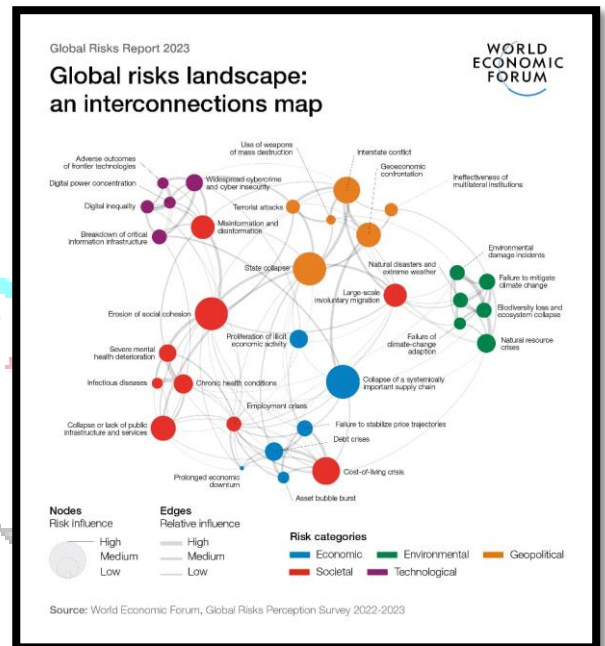 Global Risks Report 2023
Global risks landscape:
an interconnections map
WORLD
ECONOMIC
FORUM
Use of weapons
of mass destruction
Interstate conflict
Geoeconomic
confrontation
Ineffectiveness of
multilateral institutions
Adverse outcomes
of frontier technologies
Digital power concentration
Widespread cybercrime
and cyber insecurity
Terrorist attacks
Digital inequality
Misinformation and
disinformation
Breakdown of critical
information infrastructure
Natural disasters and
extreme weather
Environmental
damage incidents
State collapse
Failure to mitigate
climate change
Large-scale
involuntary migration
Biodiversity loss and
ecosystem collapse
Erosion of social cohesion
Proliferation of illicit
economic activity
Failure of
climate-change
adaption
Natural resource
crises
Severe mental
health deterioration
Infectious diseases
Chronic health conditions
Collapse of a systemically
important supply chain
Employment crises
Collapse or lack of public
infrastructure and services
Failure to stabilize price trajectories
Debt crises
Cost-of-living crisis
Prolonged economic
downturn
Asset bubble burst
Nodes
Risk influence
High
Medium
Low
Edges
Relative influence
High
Medium
Low
Risk categories
Economic
Environmental
Geopolitical
Societal
Technological
Source: World Economic Forum, Global Risks Perception Survey 2022-2023